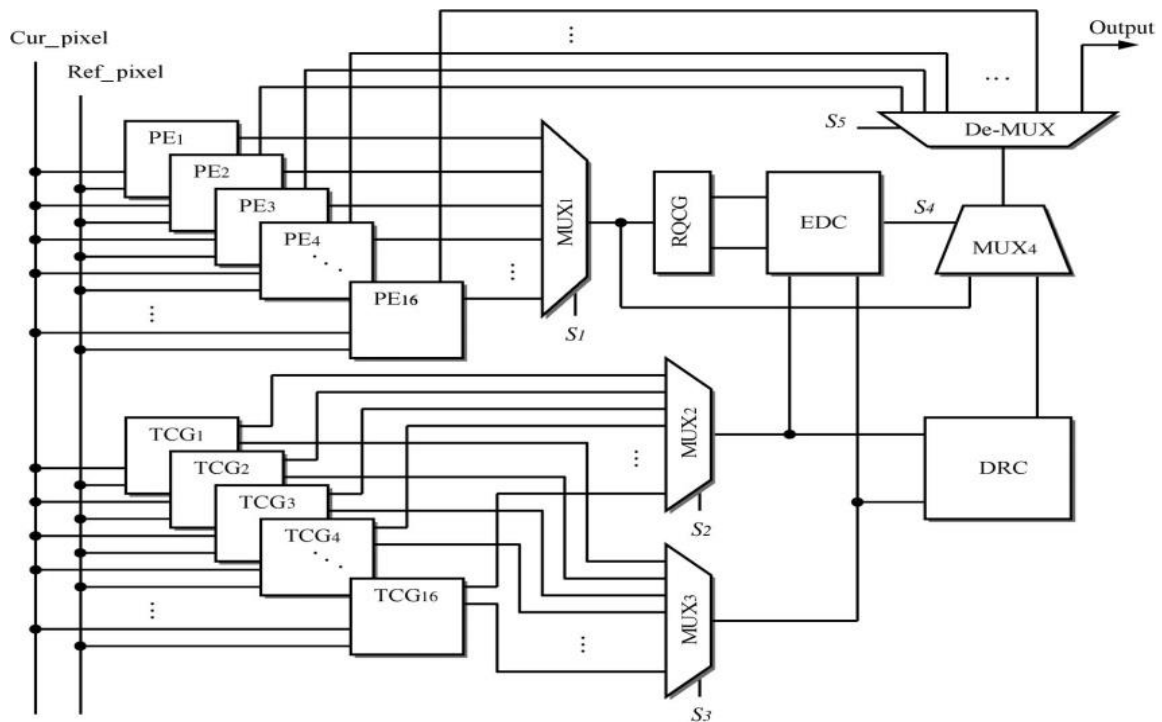 Cur_pixel
Ref_pixel
Output
PE1
PE2
PE3
PE4
PE16
MUX1
S1
RQCG
EDC
S4
S5
De-MUX
MUX4
TCG1
TCG2
TCG3
TCG4
TCG16
MUX2
S2
MUX3
S3
DRC